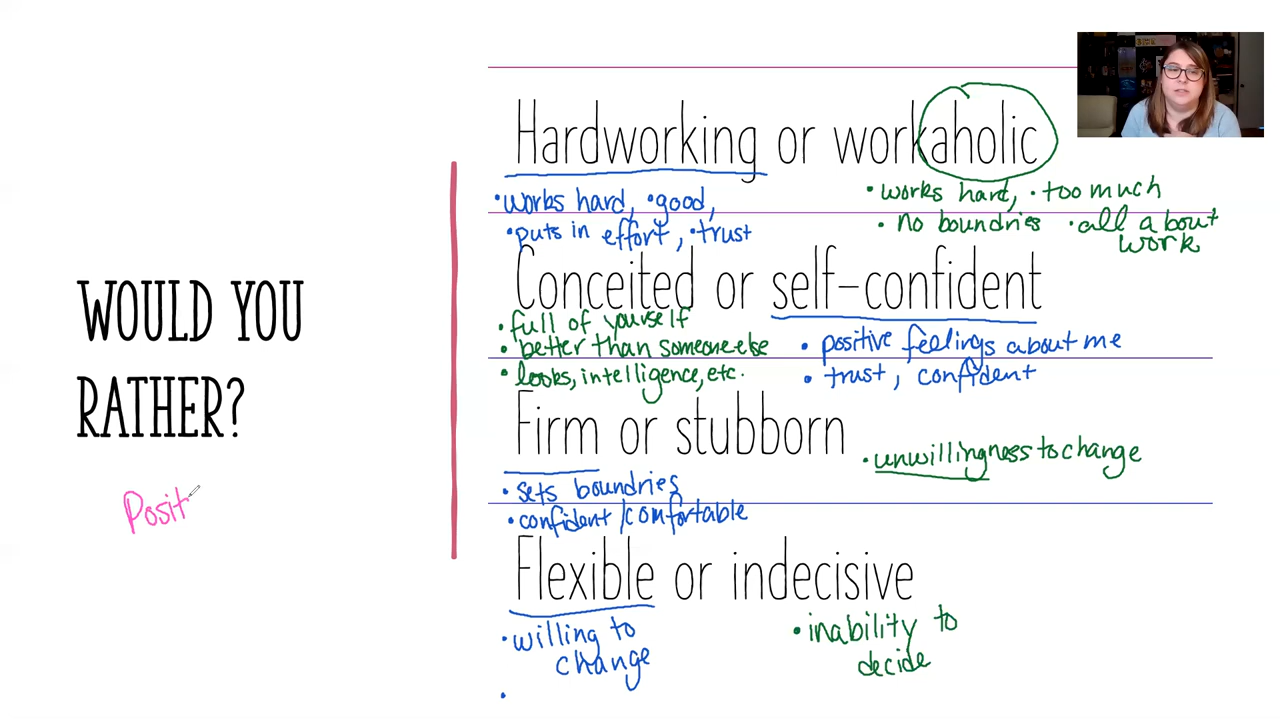 WOULD YOU
RATHER?
Posit
Hardworking or workaholic
• works hard, • good,
• puts in effort, • trust
• works hard, • too much
• no boundries • all about
work
Conceited or self-confident
• full of yourself
• better than someone else
• looks, intelligence, etc.
• positive feelings about me
• trust, confident
Firm or stubborn
• sets boundries
• confident/comfortable
• unwillingness to change
Flexible or indecisive
• willing to
change
•
• inability to
decide